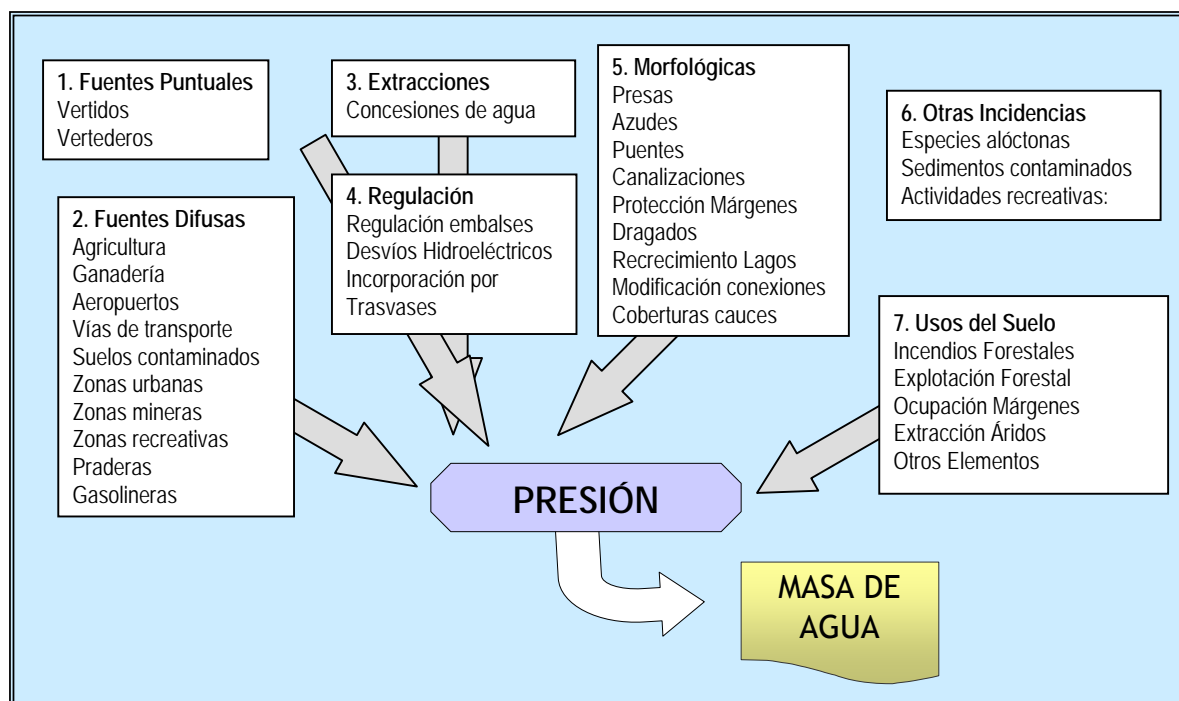 1. Fuentes Puntuales
Vertidos
Vertederos
2. Fuentes Difusas
Agricultura
Ganadería
Aeropuertos
Vías de transporte
Suelos contaminados
Zonas urbanas
Zonas mineras
Zonas recreativas
Praderas
Gasolineras
3. Extracciones
Concesiones de agua
4. Regulación
Regulación embalses
Desvíos Hidroeléctricos
Incorporación por
Trasvases
5. Morfológicas
Presas
Azudes
Puentes
Canalizaciones
Protección Márgenes
Dragados
Recrecimiento Lagos
Modificación conexiones
Coberturas cauces
6. Otras Incidencias
Especies alóctonas
Sedimentos contaminados
Actividades recreativas:
7. Usos del Suelo
Incendios Forestales
Explotación Forestal
Ocupación Márgenes
Extracción Áridos
Otros Elementos
PRESIÓN
MASA DE
AGUA